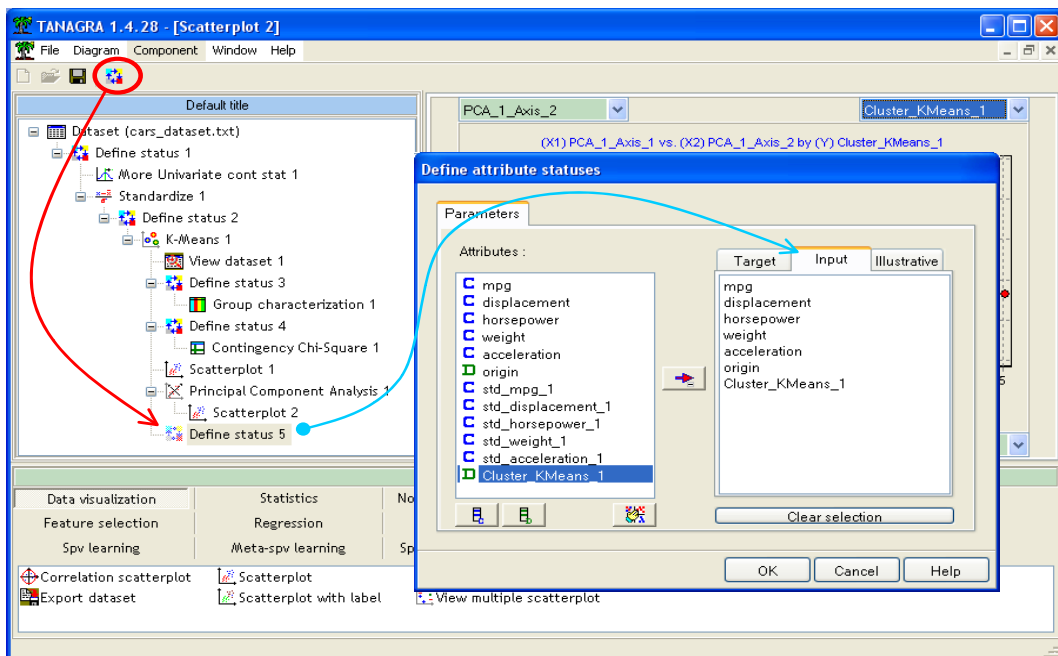 TANAGRA 1.4.28 - [Scatterplot 2]
File Diagram Component Window Help
Default title
Dataset (cars_dataset.txt)
Define status 1
More Univariate cont stat 1
Standardize 1
Define status 2
K-Means 1
View dataset 1
Define status 3
Group characterization 1
Define status 4
Contingency Chi-Square 1
Scatterplot 1
Principal Component Analysis 1
Scatterplot 2
Define status 5
PCA_1_Axis_2
Cluster_KMeans_1
(X1) PCA_1_Axis_1 vs. (X2) PCA_1_Axis_2 by (Y) Cluster_KMeans_1
Define attribute statuses
Parameters
Attributes :
C mpg
C displacement
C horsepower
C weight
C acceleration
D origin
C std_mpg_1
C std_displacement_1
C std_horsepower_1
C std_weight_1
C std_acceleration_1
D Cluster_KMeans_1
Target Input Illustrative
mpg
displacement
horsepower
weight
acceleration
origin
Cluster_KMeans_1
Clear selection
OK Cancel Help
5
Data visualization Statistics No
Feature selection Regression
Spv learning Meta-spv learning Sp
Correlation scatterplot Scatterplot
Export dataset Scatterplot with label View multiple scatterplot